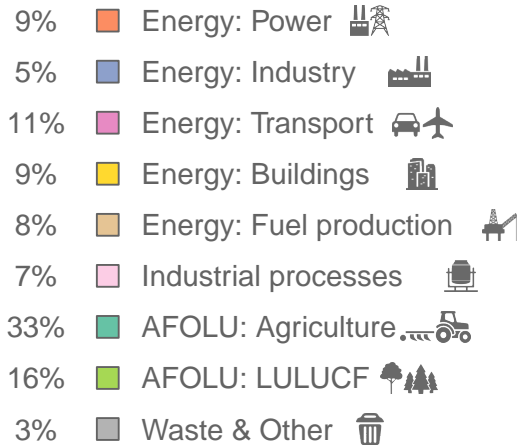 9% Energy: Power
5% Energy: Industry
11% Energy: Transport
9% Energy: Buildings
8% Energy: Fuel production
7% Industrial processes
33% AFOLU: Agriculture
16% AFOLU: LULUCF
3% Waste & Other